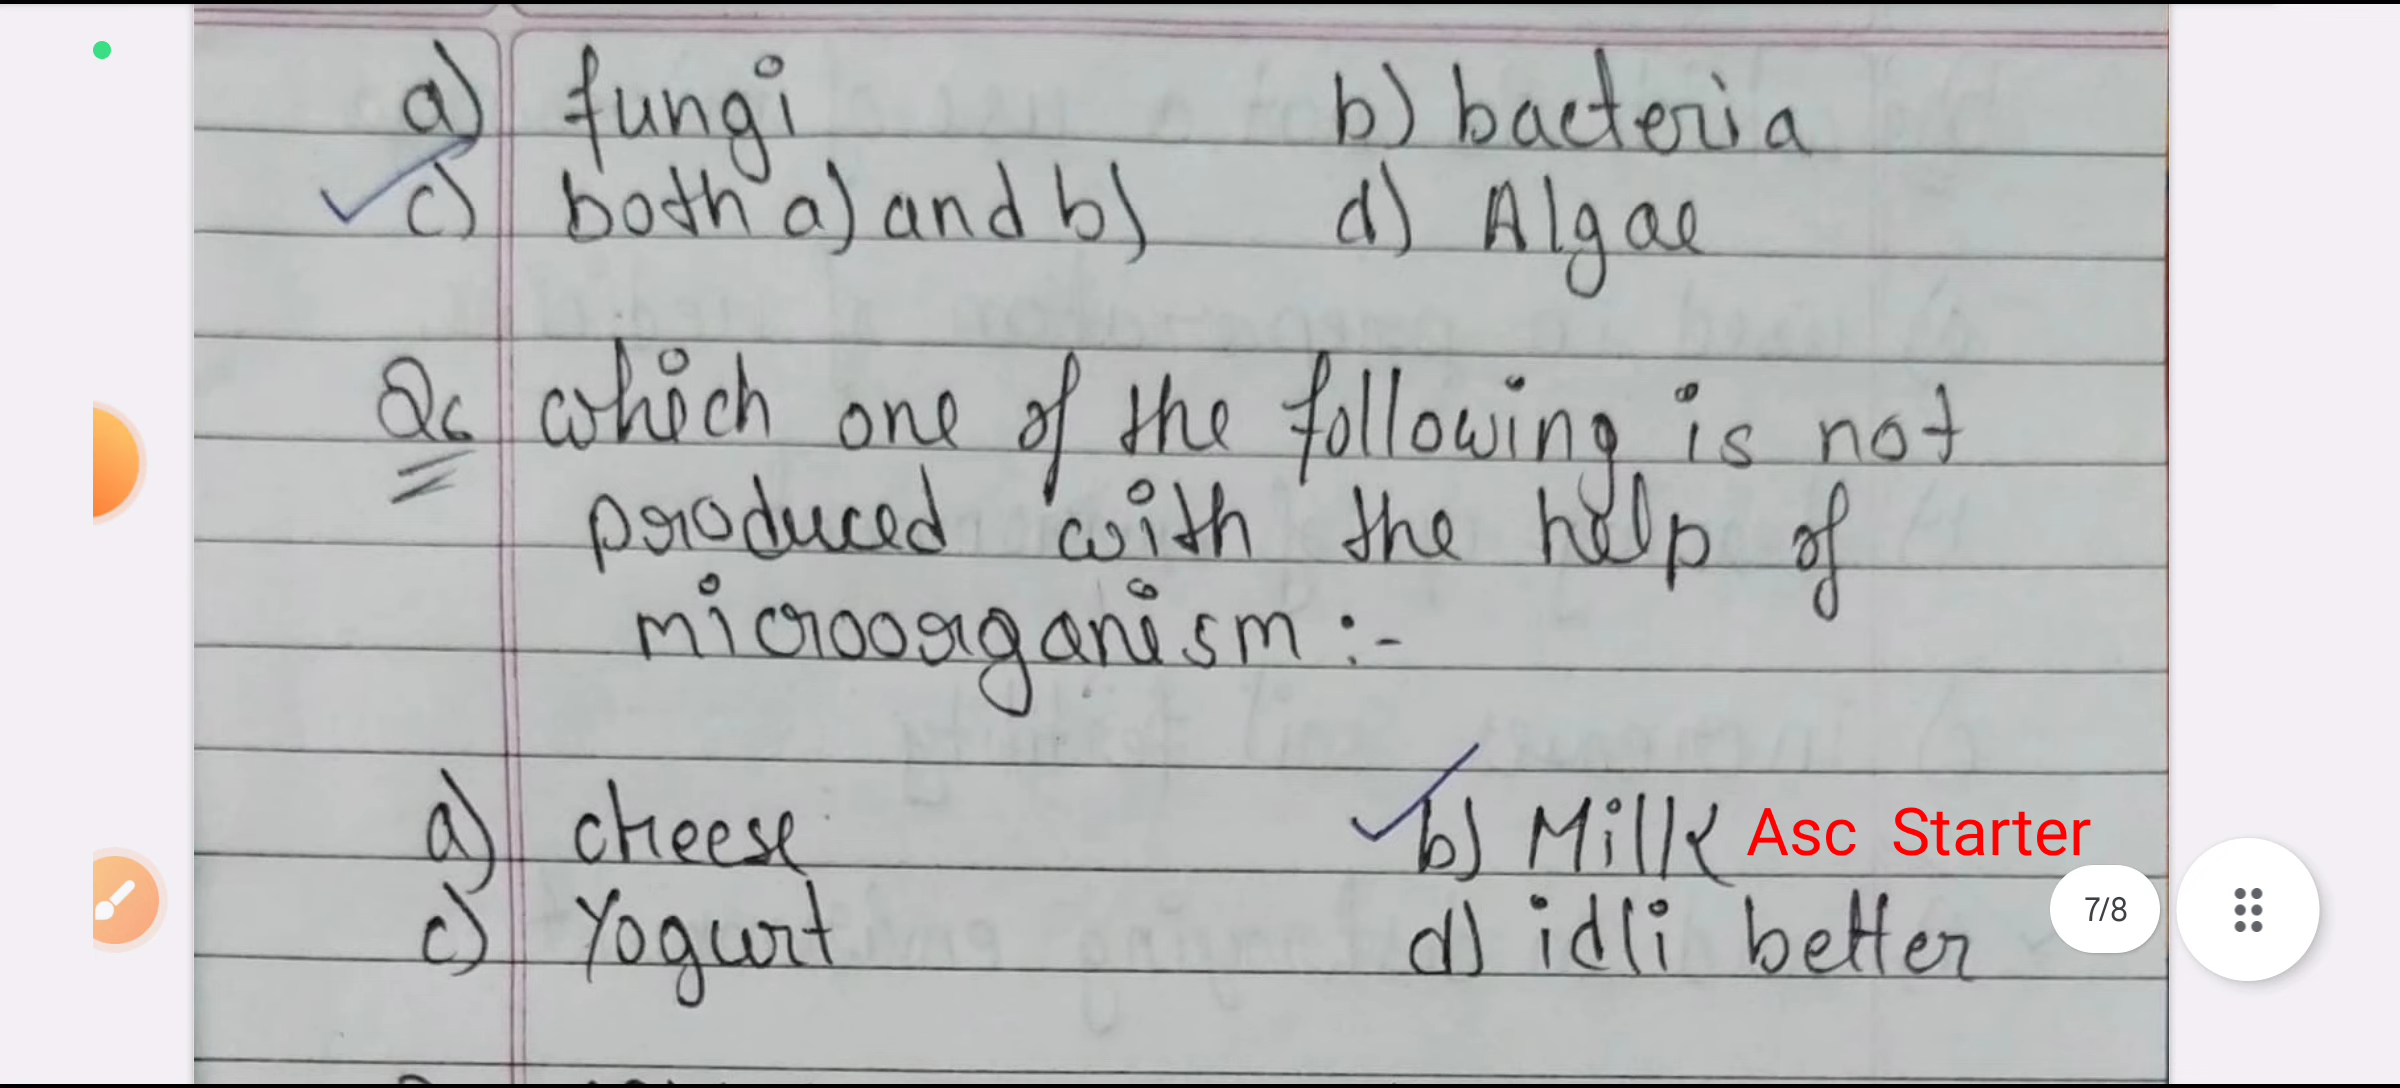 a) fungi b) bacteria
c) both a) and b) d) Algae
Q6 which one of the following is not
produced with the help of
microorganism :-
a) cheese b) Milk Asc Starter
7/8
c) Yogurt d) idli better